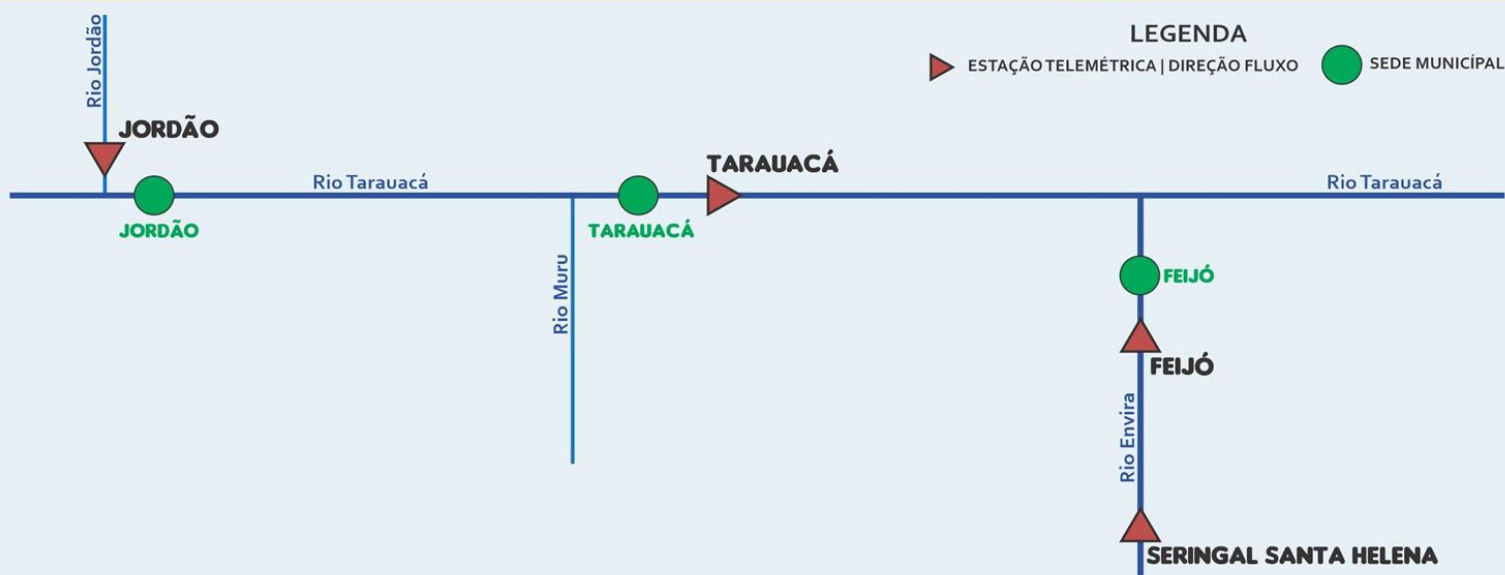 LEGENDA
ESTAÇÃO TELEMÉTRICA | DIREÇÃO FLUXO
SEDE MUNICÍPAL
Rio Jordão
JORDÃO
TARAUACÁ
Rio Tarauacá
Rio Tarauacá
JORDÃO
TARAUACÁ
Rio Muru
FEIJÓ
FEIJÓ
Rio Envira
SERINGAL SANTA HELENA